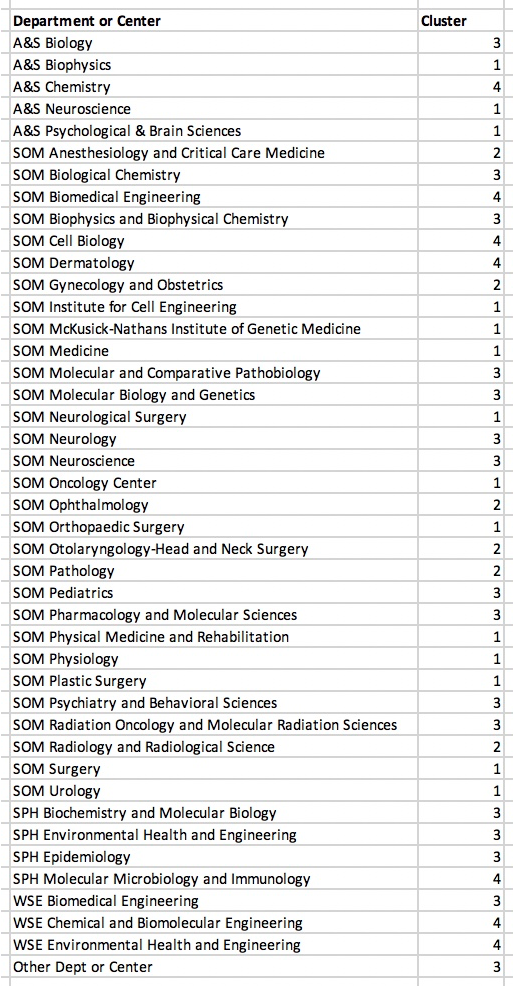 Department or Center Cluster
A&S Biology 3
A&S Biophysics 1
A&S Chemistry 4
A&S Neuroscience 1
A&S Psychological & Brain Sciences 1
SOM Anesthesiology and Critical Care Medicine 2
SOM Biological Chemistry 3
SOM Biomedical Engineering 4
SOM Biophysics and Biophysical Chemistry 3
SOM Cell Biology 4
SOM Dermatology 4
SOM Gynecology and Obstetrics 2
SOM Institute for Cell Engineering 1
SOM McKusick-Nathans Institute of Genetic Medicine 1
SOM Medicine 1
SOM Molecular and Comparative Pathobiology 3
SOM Molecular Biology and Genetics 3
SOM Neurological Surgery 1
SOM Neurology 3
SOM Neuroscience 3
SOM Oncology Center 1
SOM Ophthalmology 2
SOM Orthopaedic Surgery 1
SOM Otolaryngology-Head and Neck Surgery 2
SOM Pathology 2
SOM Pediatrics 3
SOM Pharmacology and Molecular Sciences 3
SOM Physical Medicine and Rehabilitation 1
SOM Physiology 1
SOM Plastic Surgery 1
SOM Psychiatry and Behavioral Sciences 3
SOM Radiation Oncology and Molecular Radiation Sciences 3
SOM Radiology and Radiological Science 2
SOM Surgery 1
SOM Urology 1
SPH Biochemistry and Molecular Biology 3
SPH Environmental Health and Engineering 3
SPH Epidemiology 3
SPH Molecular Microbiology and Immunology 4
WSE Biomedical Engineering 3
WSE Chemical and Biomolecular Engineering 4
WSE Environmental Health and Engineering 4
Other Dept or Center 3